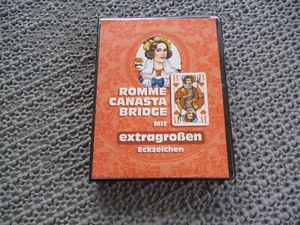 ROMMÉ
CANASTA
BRIDGE
Mit
extragroßen
Eckzeichen